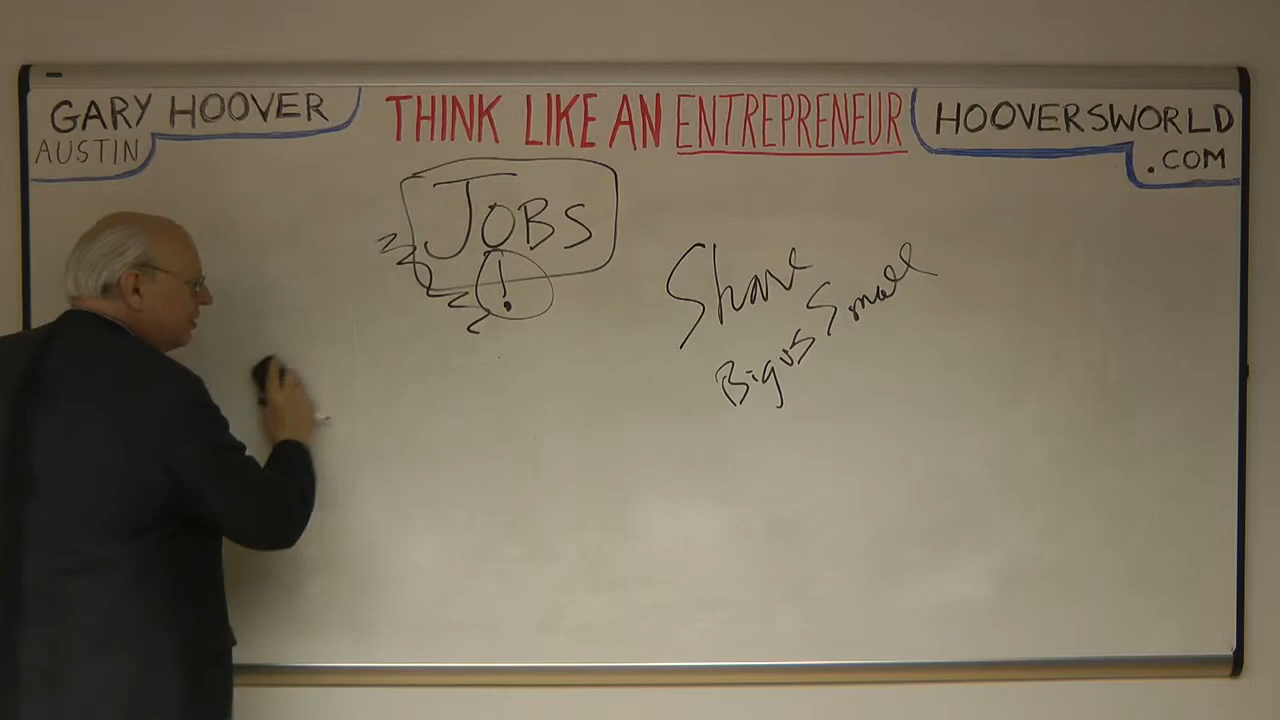 GARY HOOVER
AUSTIN
THINK LIKE AN ENTREPRENEUR
HOOVERSWORLD
.COM
JOBS
!
Share
Big vs Small